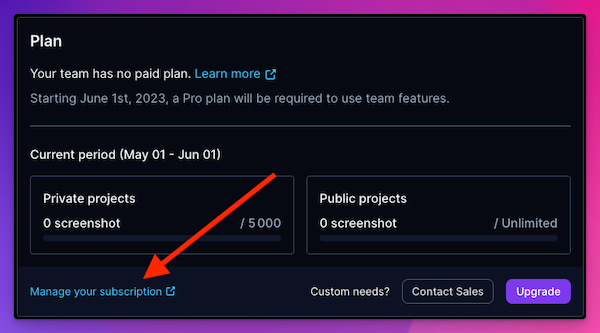 Plan
Your team has no paid plan. Learn more
Starting June 1st, 2023, a Pro plan will be required to use team features.
Current period (May 01 - Jun 01)
Private projects
0 screenshot / 5 000
Public projects
0 screenshot / Unlimited
Manage your subscription
Custom needs? Contact Sales Upgrade